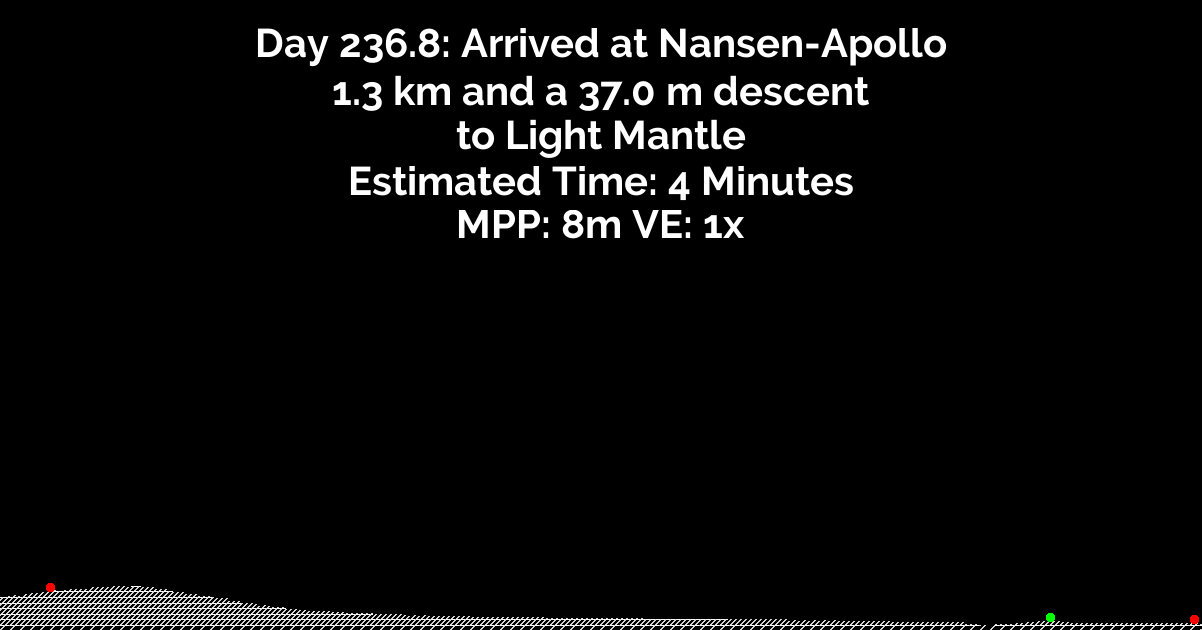 Day 236.8: Arrived at Nansen-Apollo
1.3 km and a 37.0 m descent
to Light Mantle
Estimated Time: 4 Minutes
MPP: 8m VE: 1x